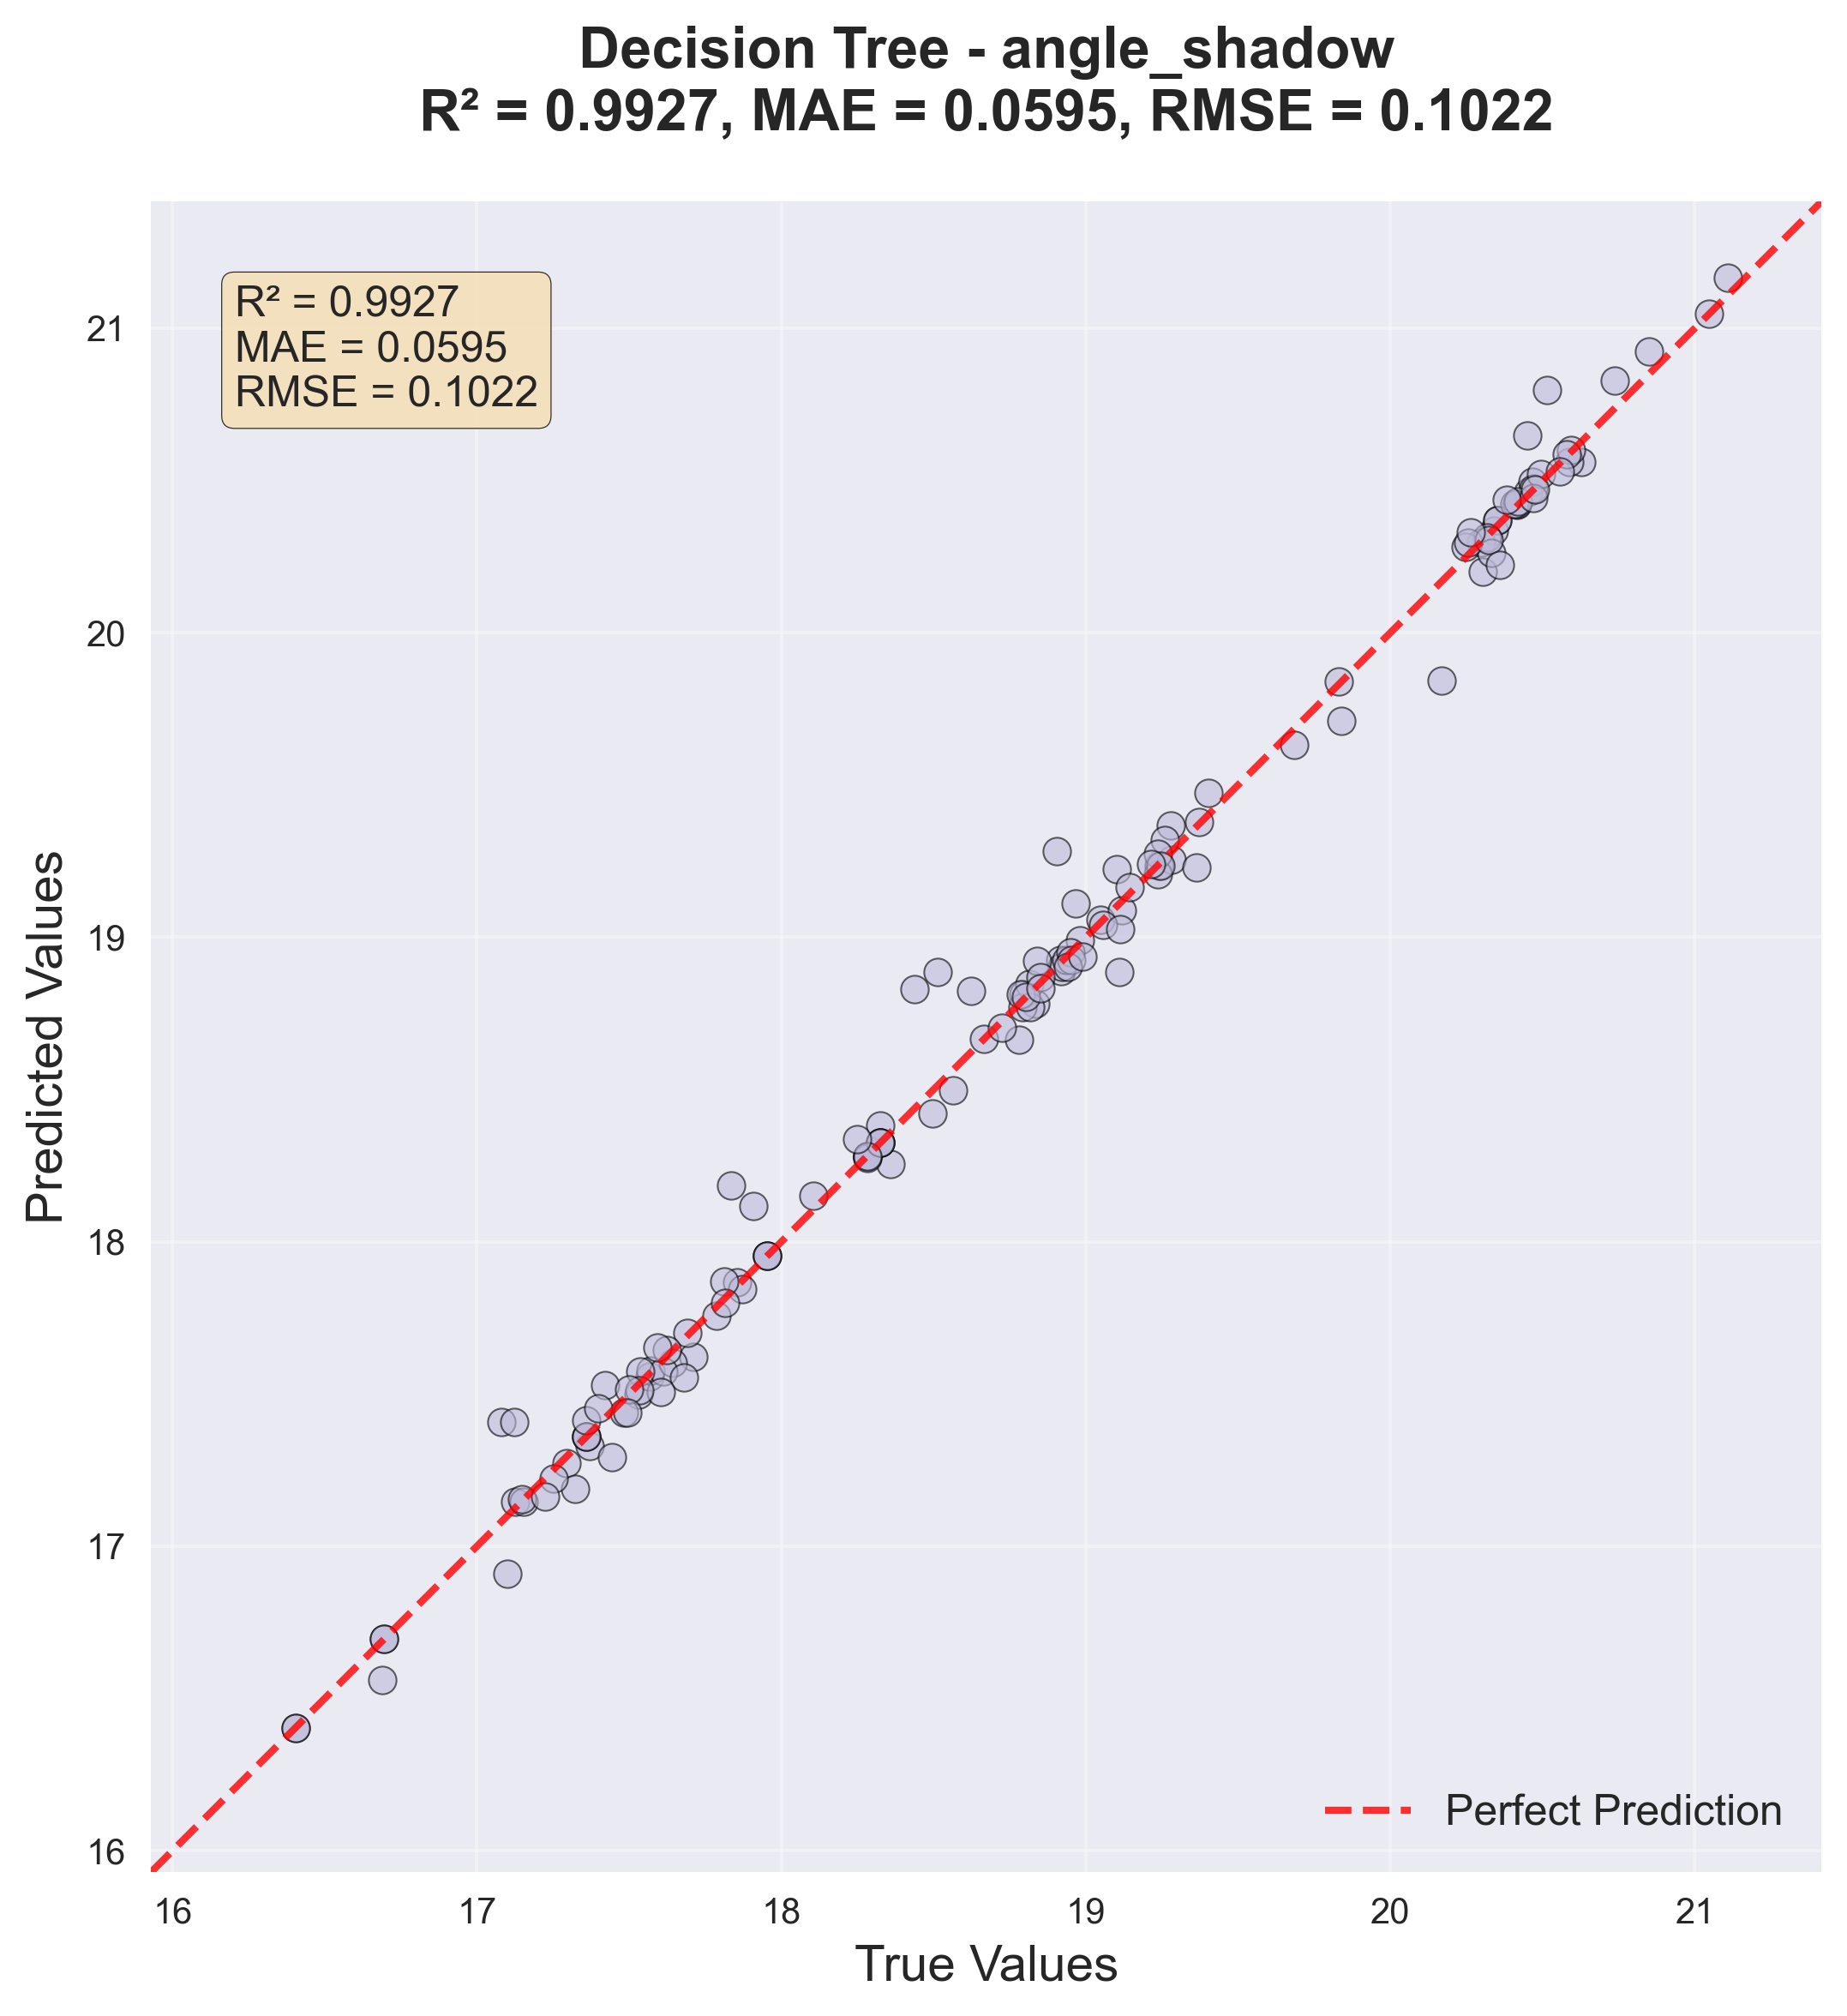 Decision Tree - angle_shadow
R² = 0.9927, MAE = 0.0595, RMSE = 0.1022
R² = 0.9927
MAE = 0.0595
RMSE = 0.1022
21
20
19
18
17
16
Predicted Values
Perfect Prediction
16 17 18 19 20 21
True Values